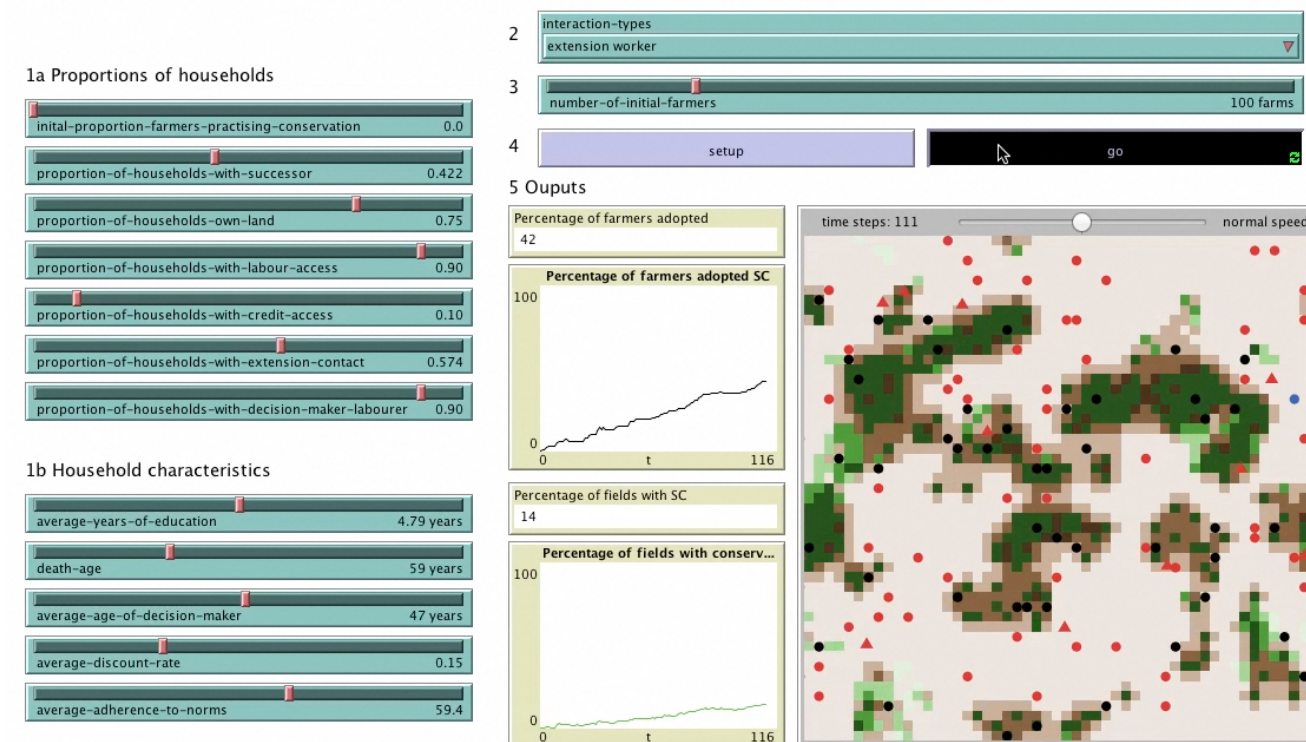 1a Proportions of households
inital-proportion-farmers-practising-conservation 0.0
proportion-of-households-with-successor 0.422
proportion-of-households-own-land 0.75
proportion-of-households-with-labour-access 0.90
proportion-of-households-with-credit-access 0.10
proportion-of-households-with-extension-contact 0.574
proportion-of-households-with-decision-maker-labourer 0.90
1b Household characteristics
average-years-of-education 4.79 years
death-age 59 years
average-age-of-decision-maker 47 years
average-discount-rate 0.15
average-adherence-to-norms 59.4
2
interaction-types
extension worker
3
number-of-initial-farmers 100 farms
4
setup
go
5 Ouputs
Percentage of farmers adopted
42
Percentage of farmers adopted SC
100
0
0 t 116
Percentage of fields with SC
14
Percentage of fields with conserv...
100
0
0 t 116
time steps: 111 normal speed